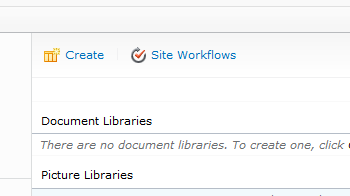 Create Site Workflows
Document Libraries
There are no document libraries. To create one, click
Picture Libraries